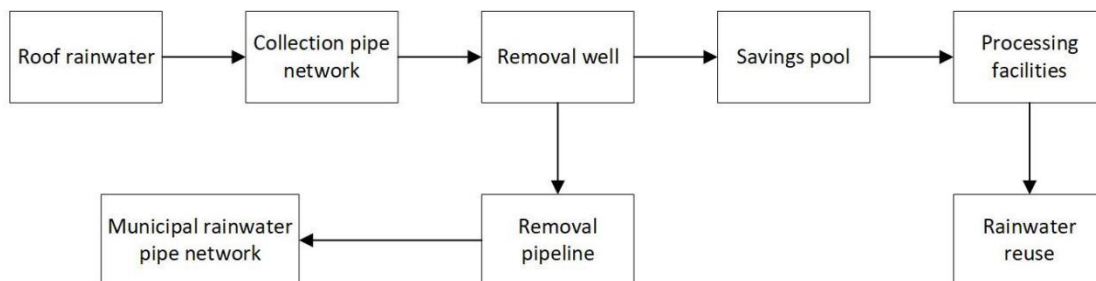 Roof rainwater
Collection pipe
network
Removal well
Savings pool
Processing
facilities
Municipal rainwater
pipe network
Removal
pipeline
Rainwater
reuse